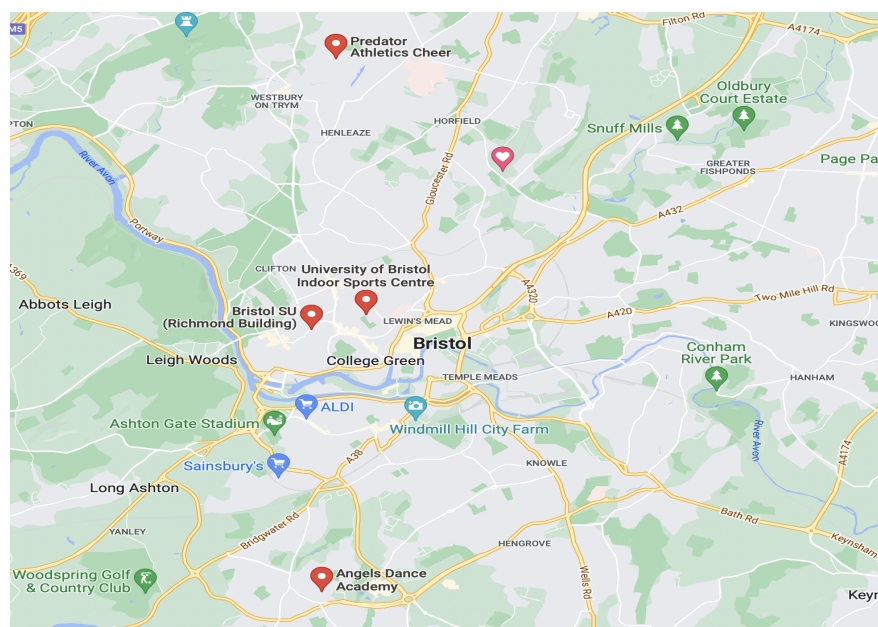 M5
Filton Rd
A4174
Predator
Athletics Cheer
WESTBURY
ON TRYM
Oldbury
Court Estate
PTON
HORFIELD
Snuff Mills
HENLEAZE
River Avon
Gloucester Rd
GREATER
FISHPONDS
Page Pa
Portway
A432
CLIFTON
University of Bristol
Indoor Sports Centre
A369
Abbots Leigh
Bristol SU
(Richmond Building)
A4320
Two Mile Hill Rd
LEWIN'S MEAD
A420
KINGSWOO
Bristol
Leigh Woods
College Green
Conham
River Park
TEMPLE MEADS
HANHAM
ALDI
Ashton Gate Stadium
Windmill Hill City Farm
River Avon
A4174
Sainsbury's
A38
KNOWLE
Long Ashton
Bath Rd
YANLEY
Bridgwater Rd
HENGROVE
Keynsham
Woodspring Golf
& Country Club
Angels Dance
Academy
Wells Rd
Keyn